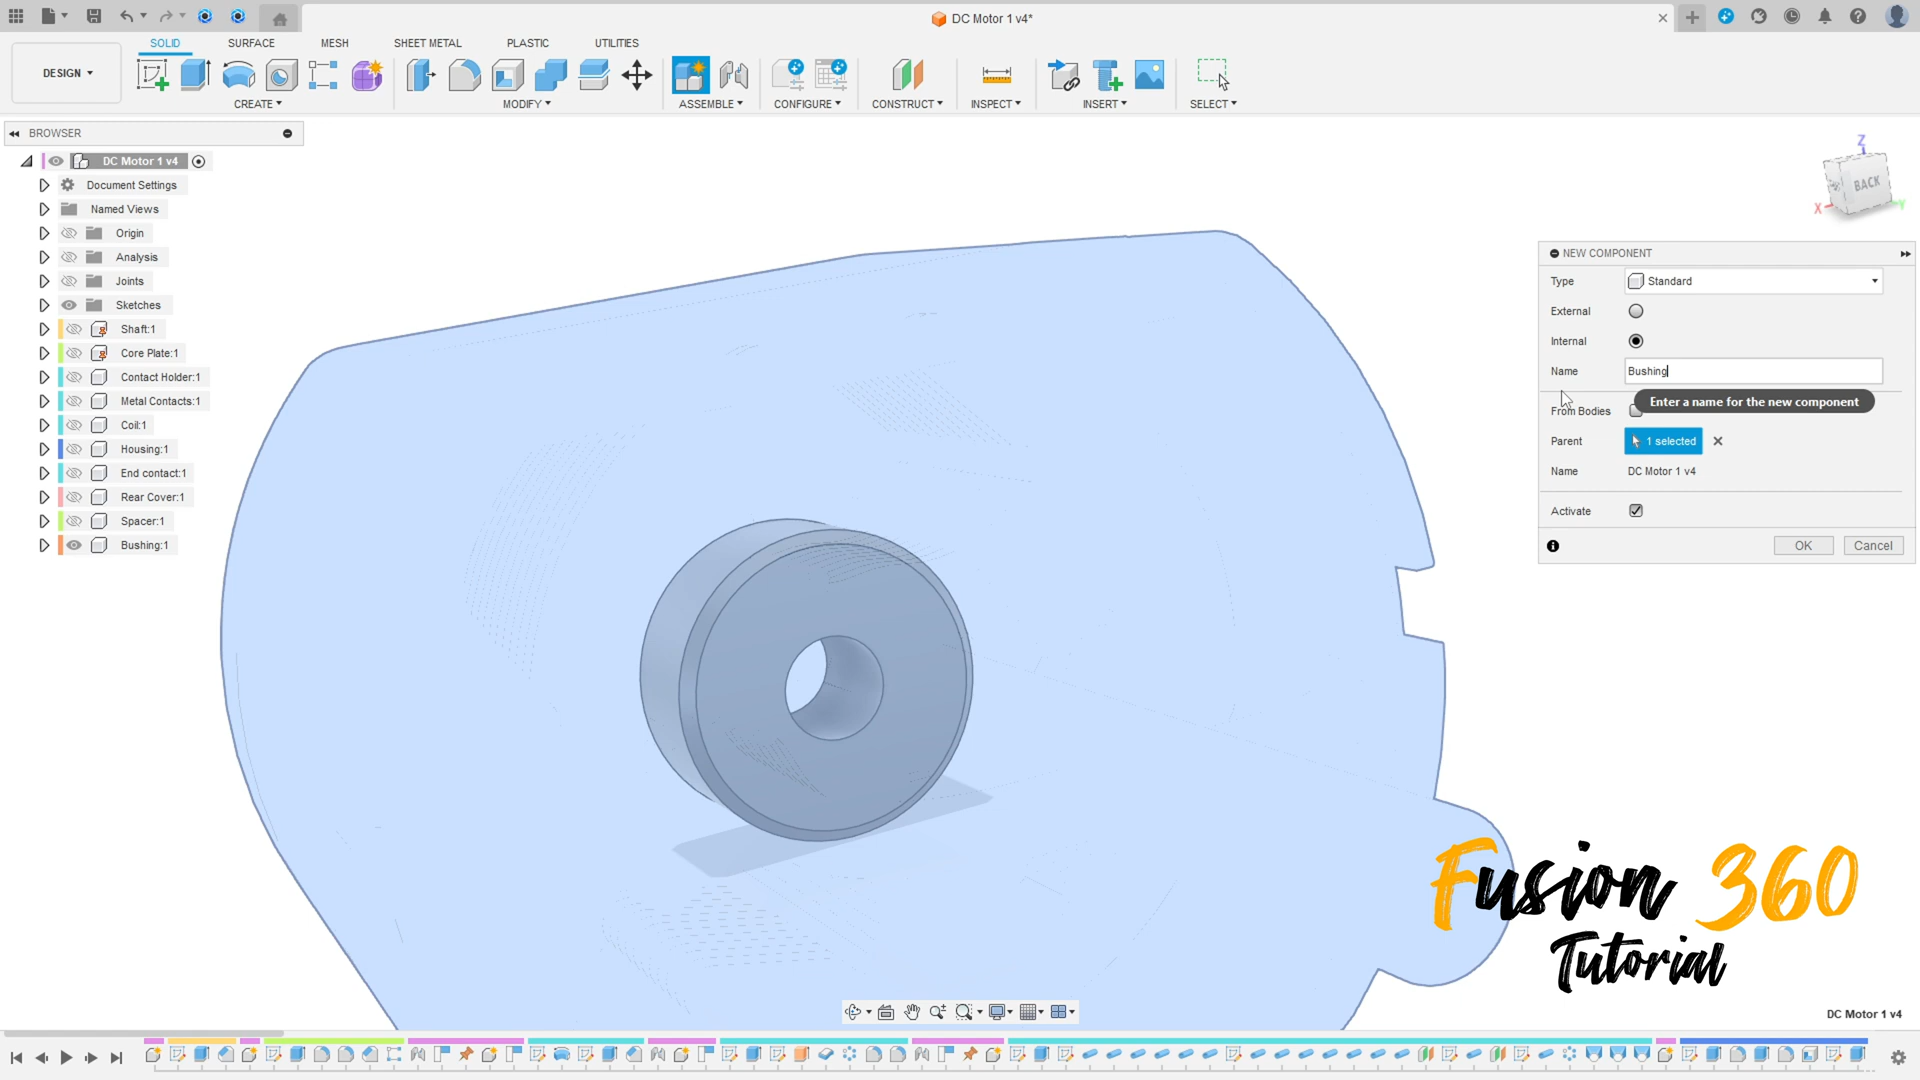 DC Motor 1 v4*
SOLID
SURFACE
MESH
SHEET METAL
PLASTIC
UTILITIES
DESIGN
CREATE
MODIFY
ASSEMBLE
CONFIGURE
CONSTRUCT
INSPECT
INSERT
SELECT
BROWSER
DC Motor 1 v4
Document Settings
Named Views
Origin
Analysis
Joints
Sketches
Shaft:1
Core Plate:1
Contact Holder:1
Metal Contacts:1
Coil:1
Housing:1
End contact:1
Rear Cover:1
Spacer:1
Bushing:1
Z
BACK
X
Y
NEW COMPONENT
Type
Standard
External
Internal
Name
Bushing
Enter a name for the new component
From Bodies
Parent
1 selected
Name
DC Motor 1 v4
Activate
OK
Cancel
Fusion 360
Tutorial
DC Motor 1 v4